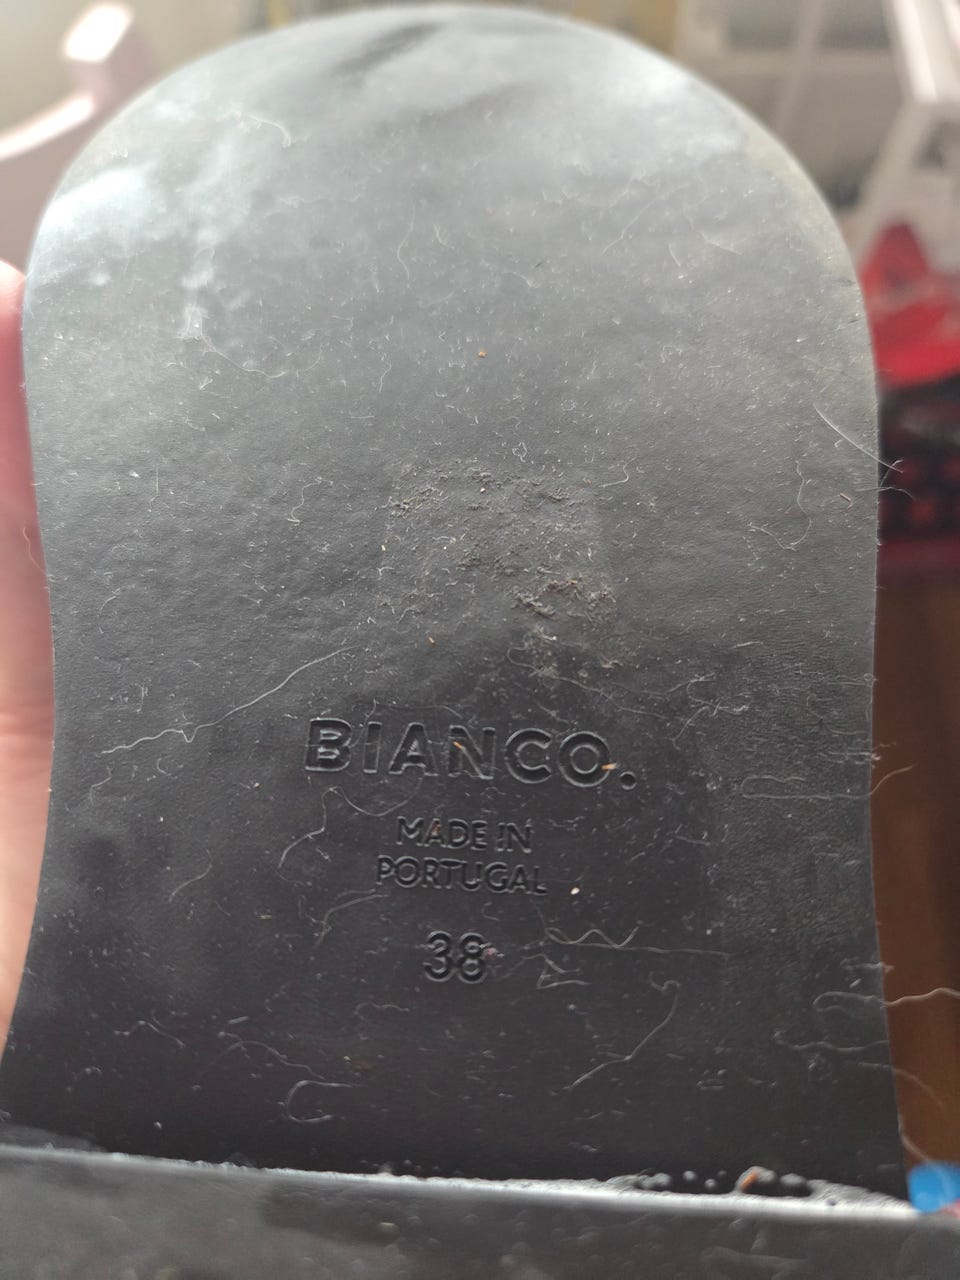 BIANCO.
MADE IN
PORTUGAL
38